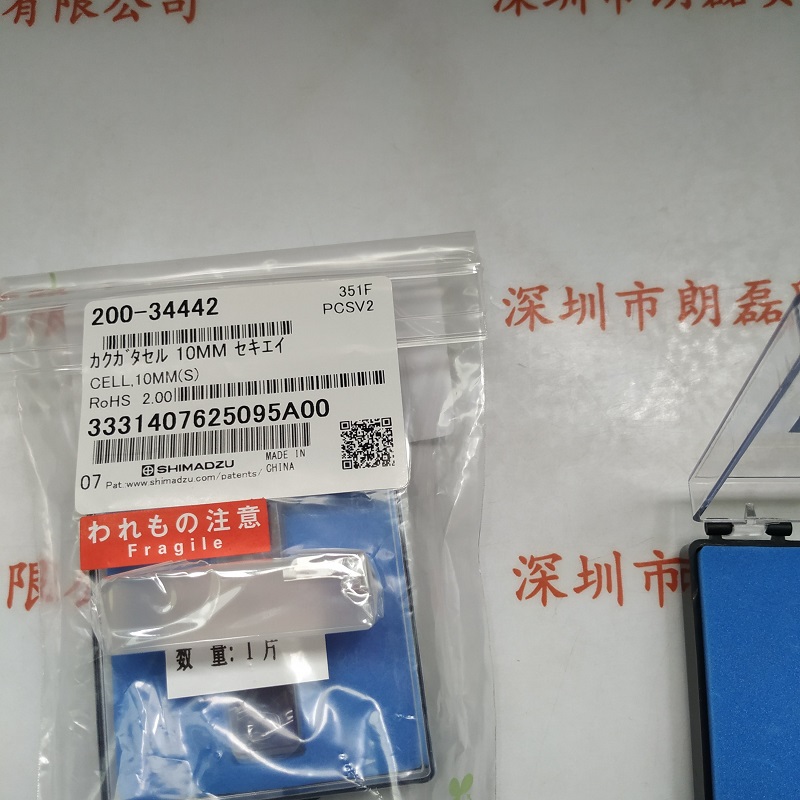 有限公司
深圳市朗磊
深圳市朗磊
深圳市
限公
200-34442
351F
PCSV2
カクガタセル 10MM セキエイ
CELL,10MM(S)
RoHS 2.00
3331407625095A00
SHIMADZU
MADE IN
CHINA
07 Pat.:www.shimadzu.com/patents/
われもの注意
Fragile
数 量: 1 片